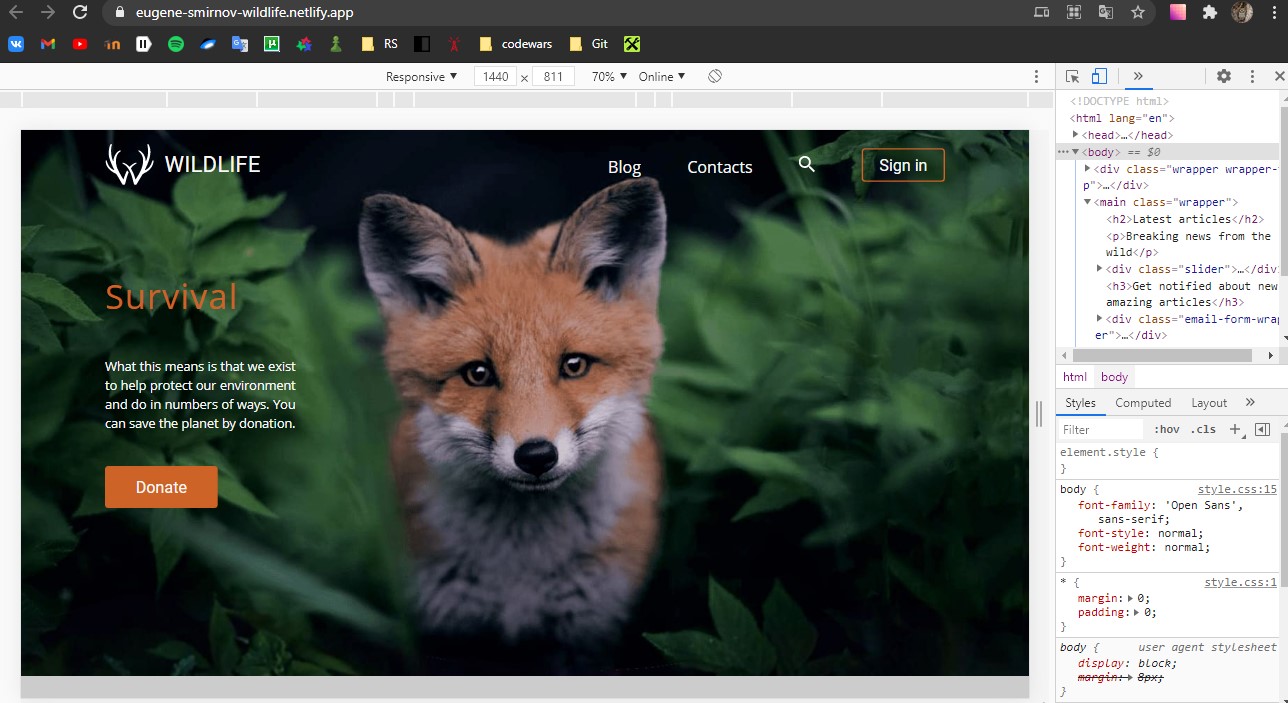 eugene-smirnov-wildlife.netlify.app
RS
codewars
Git
Responsive ▼ 1440 x 811 70% ▼ Online ▼
WILDLIFE Blog Contacts Sign in
Survival
What this means is that we exist
to help protect our environment
and do in numbers of ways. You
can save the planet by donation.
Donate
<!DOCTYPE html>
<html lang="en">
▶<head>…</head>
…▼<body> == $0
▶<div class="wrapper wrapper-
p">…</div>
▼<main class="wrapper">
<h2>Latest articles</h2>
<p>Breaking news from the
wild</p>
▶<div class="slider">…</div
<h3>Get notified about new
amazing articles</h3>
▶<div class="email-form-wrap
er">…</div>
html body
Styles Computed Layout »
Filter :hov .cls +
element.style {
}
body { style.css:15
font-family: 'Open Sans',
sans-serif;
font-style: normal;
font-weight: normal;
}
* { style.css:1
margin:▶ 0;
padding:▶ 0;
}
body { user agent stylesheet
display: block;
margin:▶ 8px;
}